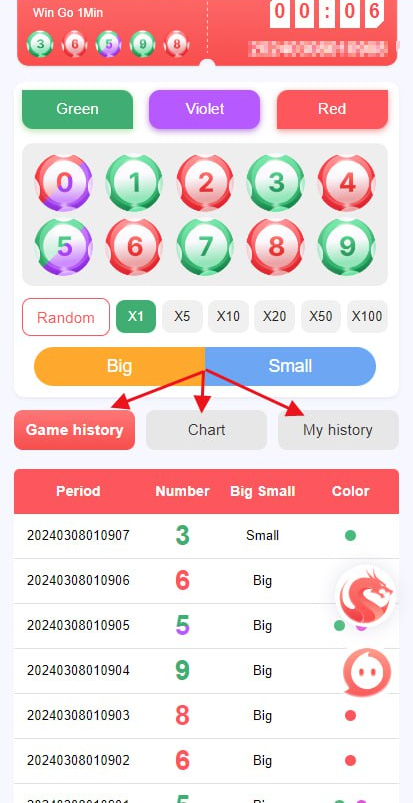 Win Go 1Min
0 0 : 0 6
3 6 5 9 8
Green Violet Red
0 1 2 3 4
5 6 7 8 9
Random X1 X5 X10 X20 X50 X100
Big Small
Game history Chart My history
Period Number Big Small Color
20240308010907 3 Small
20240308010906 6 Big
20240308010905 5 Big
20240308010904 9 Big
20240308010903 8 Big
20240308010902 6 Big
20240308010901 5 Big